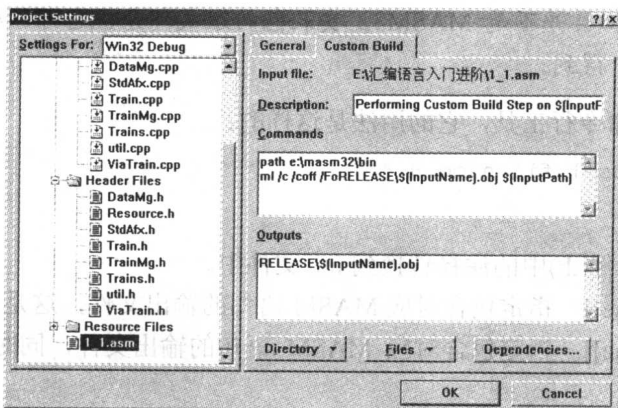 Project Settings
Settings For: Win32 Debug
DataMg.cpp
StdAfx.cpp
Train.cpp
TrainMg.cpp
Trains.cpp
util.cpp
ViaTrain.cpp
Header Files
DataMg.h
Resource.h
StdAfx.h
Train.h
TrainMg.h
Trains.h
util.h
ViaTrain.h
Resource Files
1_1.asm
General Custom Build
Input file: E:\汇编语言入门进阶\1_1.asm
Description: Performing Custom Build Step on $(InputF
Commands
path e:\masm32\bin
ml /c /coff /FoRELEASE\$(InputName).obj $(InputPath)
Outputs
RELEASE\$(InputName).obj
Directory Files Dependencies...
OK Cancel